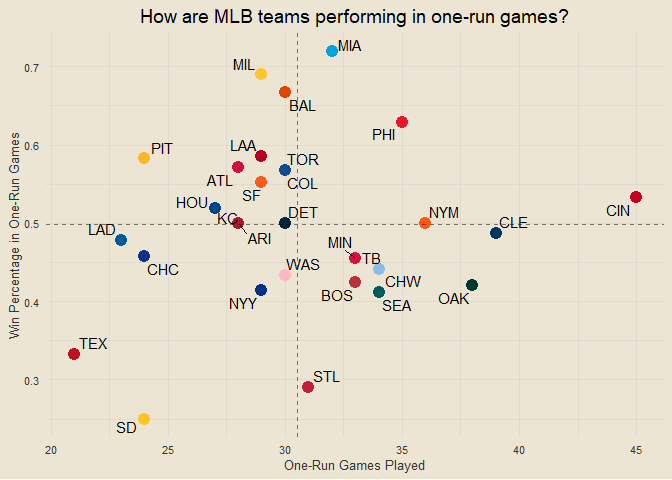 How are MLB teams performing in one-run games?
MIA
MIL
BAL
PHI
PIT
LAA
TOR
ATL
COL
SF
HOU
KC
DET
NYM
CIN
ARI
CLE
LAD
MIN
TB
CHC
WAS
CHW
BOS
OAK
NYY
SEA
TEX
STL
SD
0.7
0.6
0.5
0.4
0.3
Win Percentage in One-Run Games
20
25
30
35
40
45
One-Run Games Played